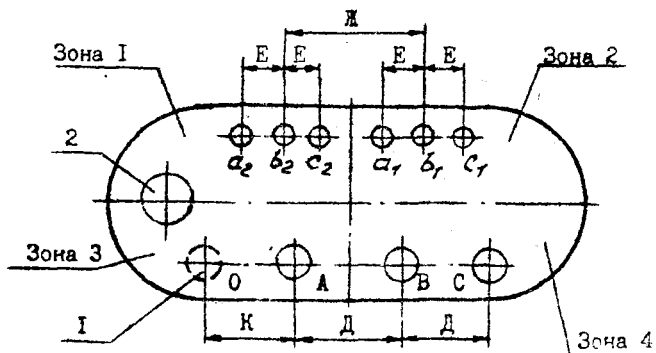 Ж
Зона I
Е Е Е Е
Зона 2
a₂ b₂ c₂ a₁ b₁ c₁
2
Зона 3
О А В С
I
К Д Д
Зона 4